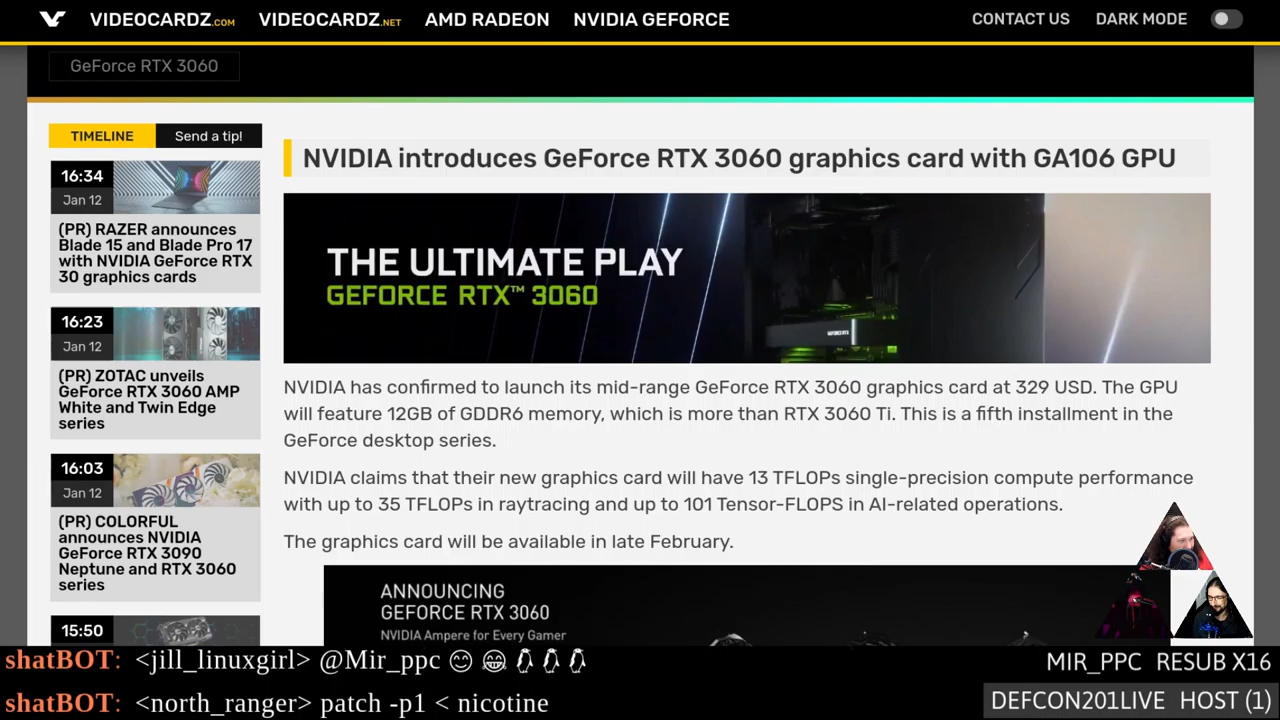 VIDEOCARDZ.COM VIDEOCARDZ.NET AMD RADEON NVIDIA GEFORCE CONTACT US DARK MODE
GeForce RTX 3060
TIMELINE Send a tip!
16:34
Jan 12
(PR) RAZER announces
Blade 15 and Blade Pro 17
with NVIDIA GeForce RTX
30 graphics cards
16:23
Jan 12
(PR) ZOTAC unveils
GeForce RTX 3060 AMP
White and Twin Edge
series
16:03
Jan 12
(PR) COLORFUL
announces NVIDIA
GeForce RTX 3090
Neptune and RTX 3060
series
15:50
NVIDIA introduces GeForce RTX 3060 graphics card with GA106 GPU
THE ULTIMATE PLAY
GEFORCE RTX™ 3060
NVIDIA has confirmed to launch its mid-range GeForce RTX 3060 graphics card at 329 USD. The GPU
will feature 12GB of GDDR6 memory, which is more than RTX 3060 Ti. This is a fifth installment in the
GeForce desktop series.
NVIDIA claims that their new graphics card will have 13 TFLOPs single-precision compute performance
with up to 35 TFLOPs in raytracing and up to 101 Tensor-FLOPS in AI-related operations.
The graphics card will be available in late February.
ANNOUNCING
GEFORCE RTX 3060
NVIDIA Ampere for Every Gamer
shatBOT: <jill_linuxgirl> @Mir_ppc 😊 😁 🐧 🐧 🐧
MIR_PPC RESUB X16
shatBOT: <north_ranger> patch -p1 < nicotine
DEFCON201LIVE HOST (1)